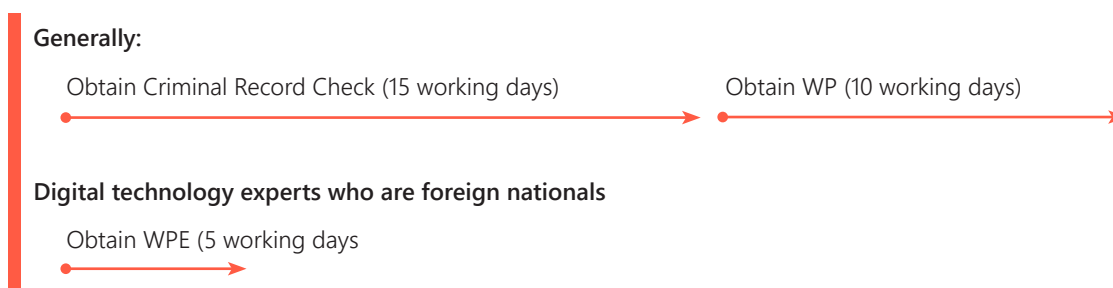 Generally:
Obtain Criminal Record Check (15 working days)
Obtain WP (10 working days)
Digital technology experts who are foreign nationals
Obtain WPE (5 working days